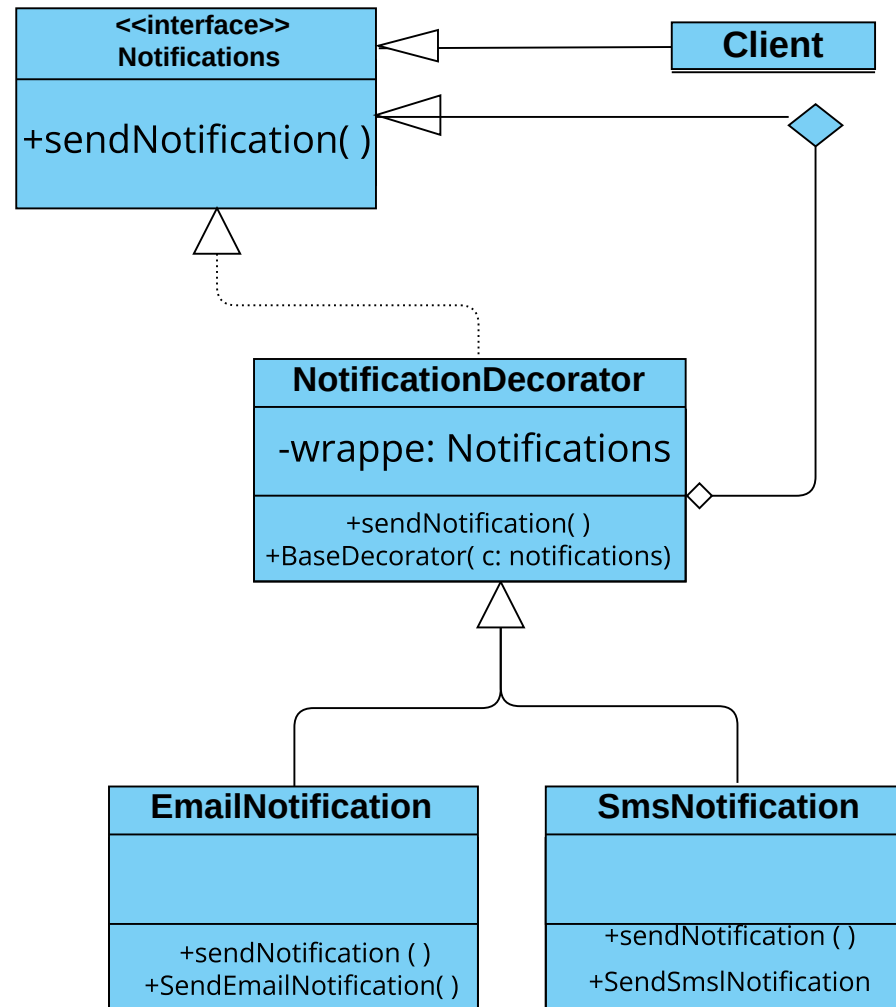 <<interface>>
Notifications
+sendNotification( )
Client
NotificationDecorator
-wrappe: Notifications
+sendNotification( )
+BaseDecorator( c: notifications)
EmailNotification
+sendNotification ( )
+SendEmailNotification( )
SmsNotification
+sendNotification ( )
+SendSmslNotification